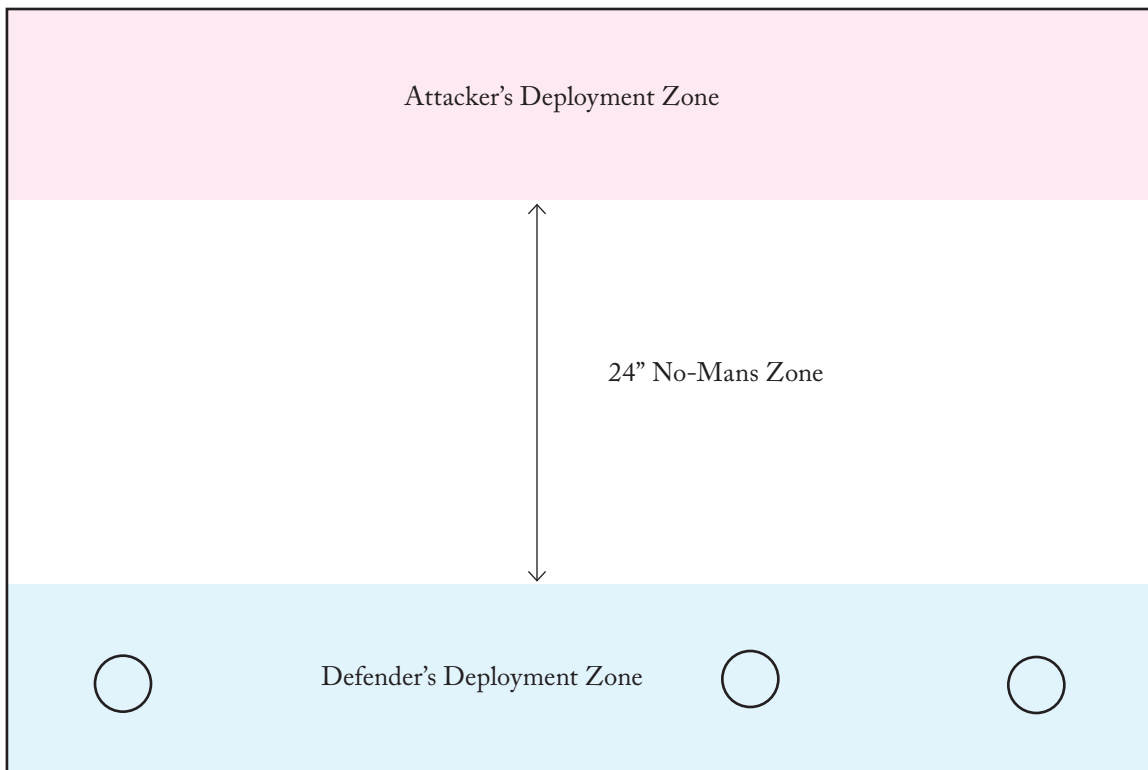 Attacker’s Deployment Zone
24” No-Mans Zone
Defender’s Deployment Zone